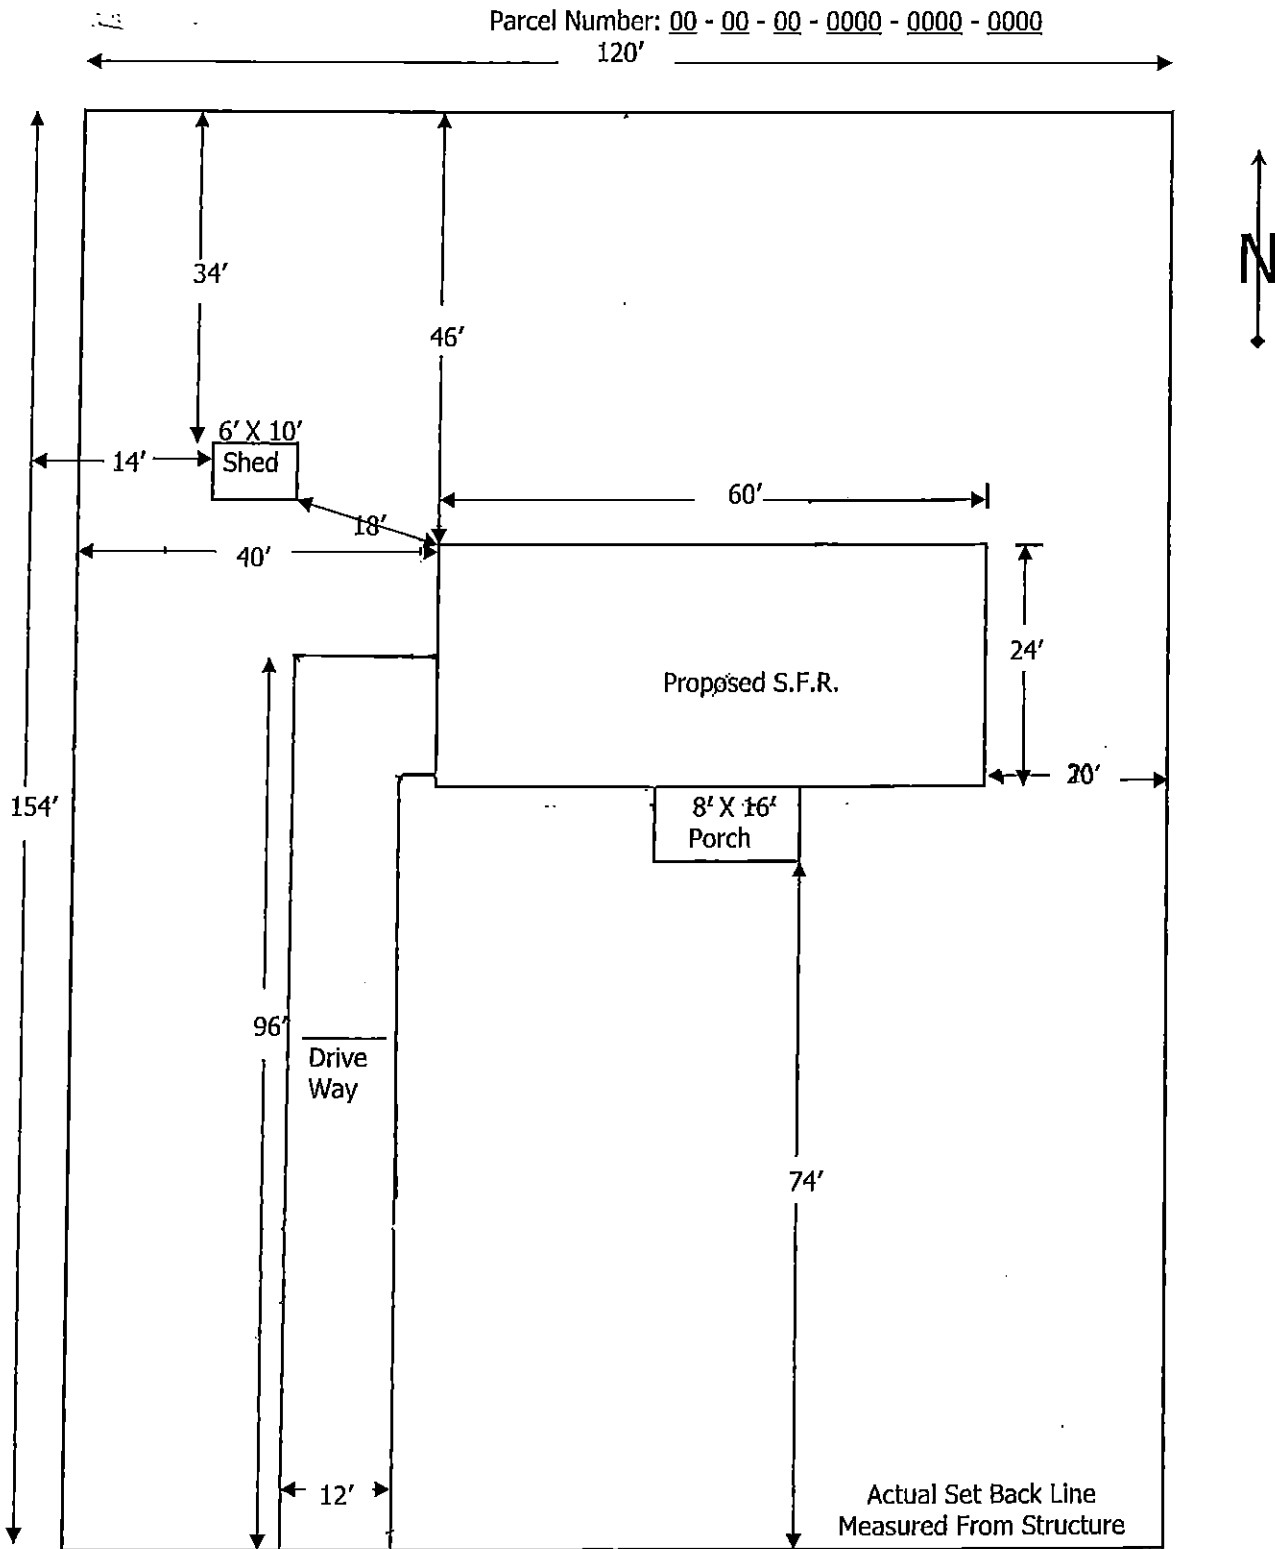 Parcel Number: 00 - 00 - 00 - 0000 - 0000 - 0000
120'
N
34'
46'
6' X 10'
Shed
14'
60'
18'
40'
24'
Proposed S.F.R.
20'
154'
8' X 16'
Porch
96'
Drive
Way
74'
12'
Actual Set Back Line
Measured From Structure